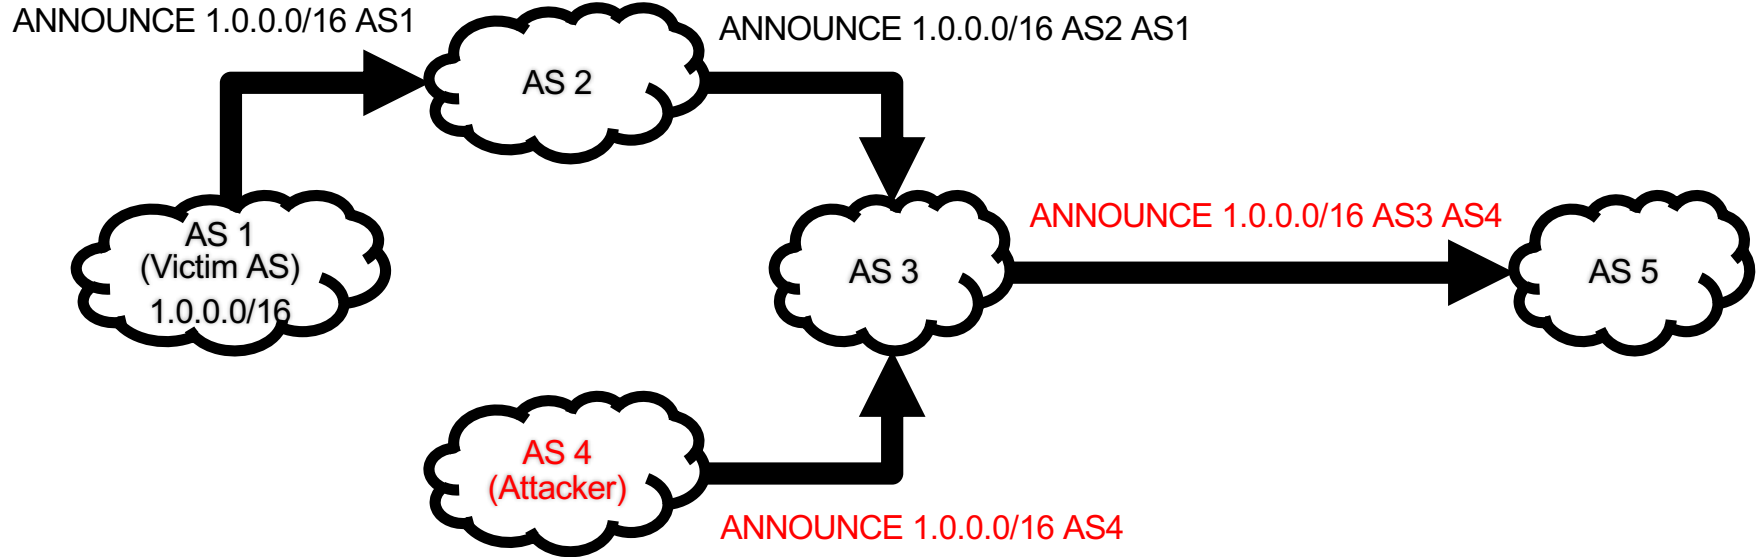 ANNOUNCE 1.0.0.0/16 AS1
ANNOUNCE 1.0.0.0/16 AS2 AS1
AS 2
AS 1
(Victim AS)
1.0.0.0/16
AS 3
ANNOUNCE 1.0.0.0/16 AS3 AS4
AS 5
AS 4
(Attacker)
ANNOUNCE 1.0.0.0/16 AS4